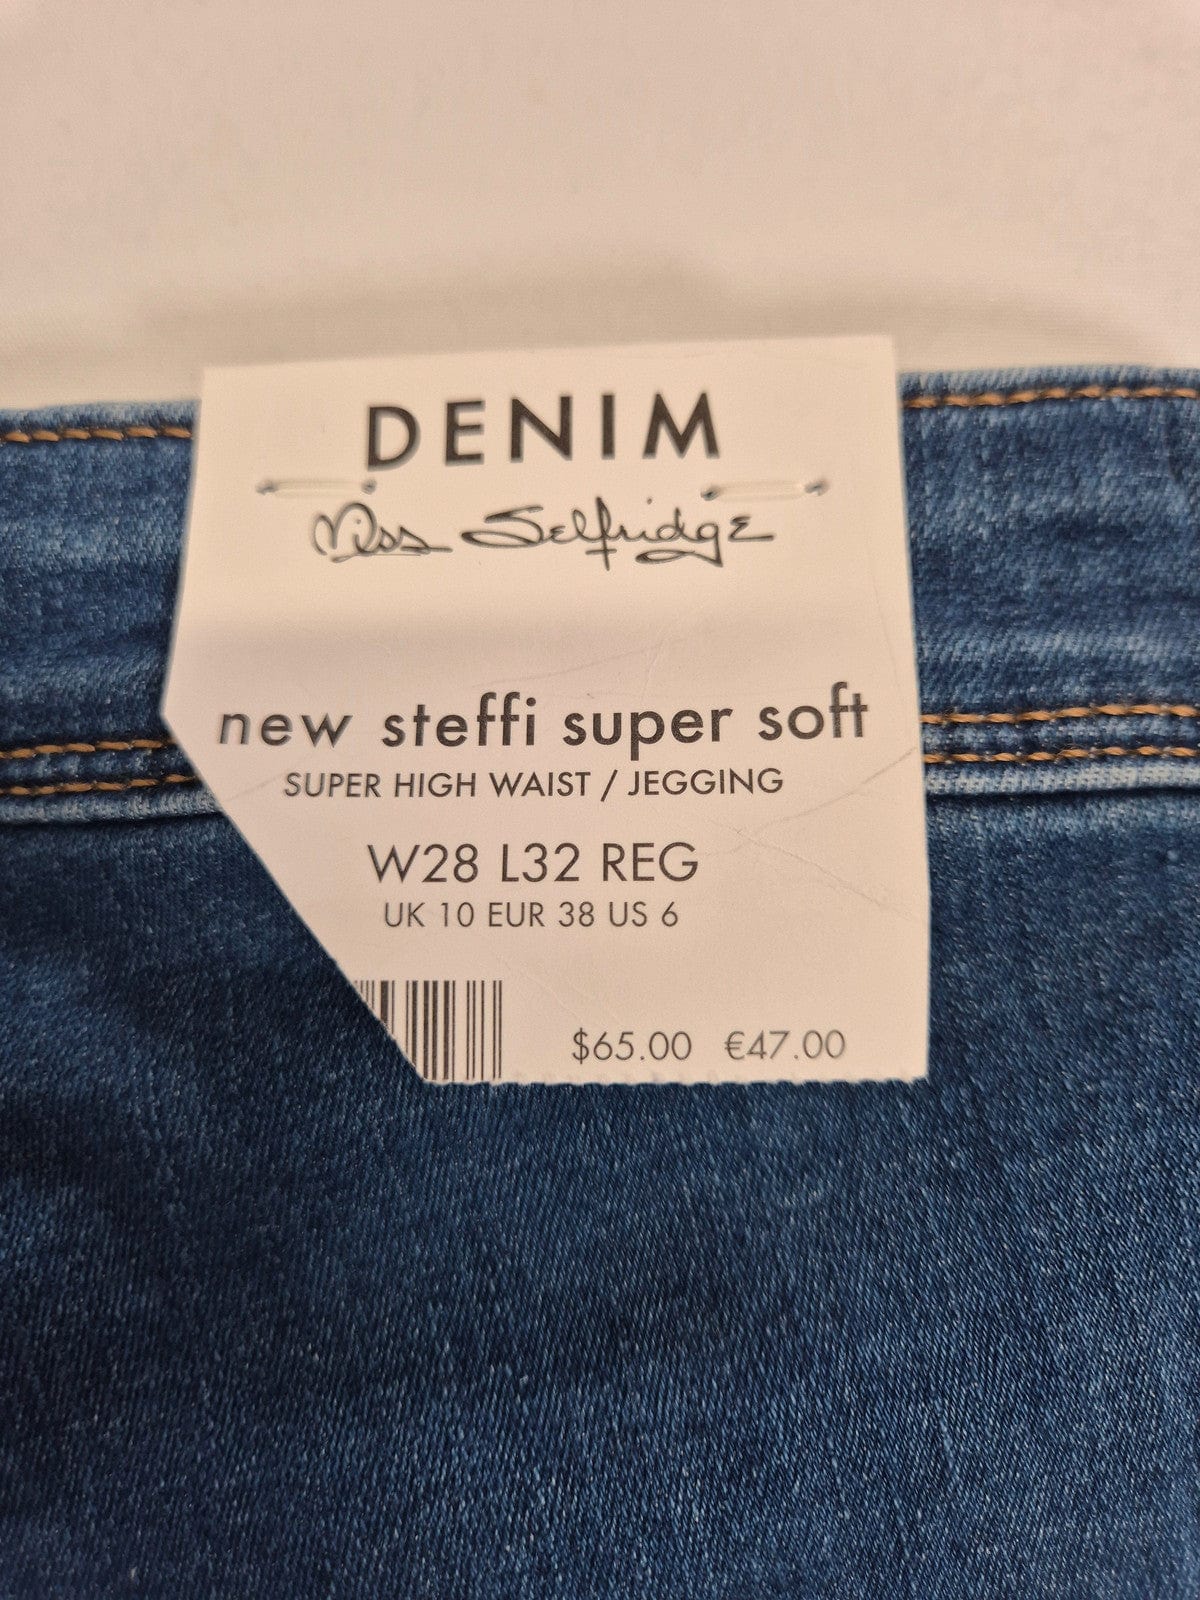 DENIM
Miss Selfridge
new steffi super soft
SUPER HIGH WAIST / JEGGING
W28 L32 REG
UK 10 EUR 38 US 6
$65.00 €47.00